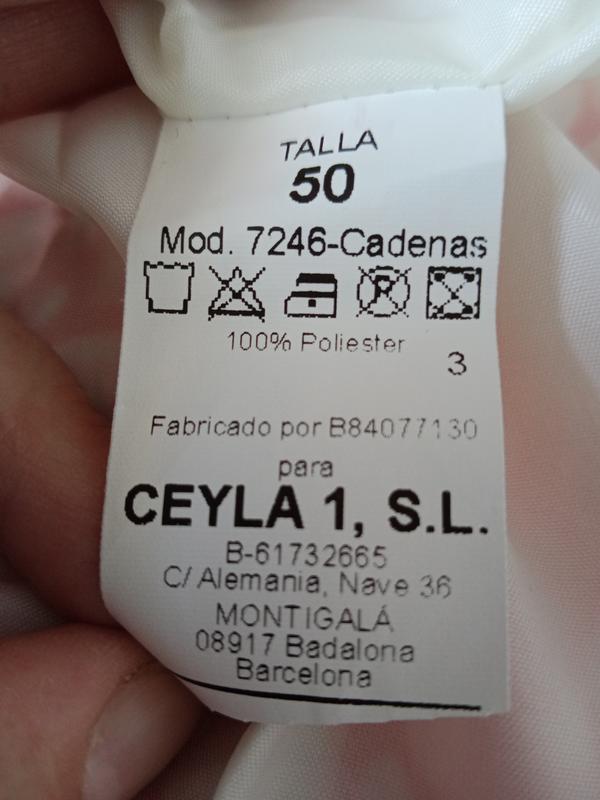 TALLA
50
Mod. 7246-Cadenas
P
100% Poliester
3
Fabricado por B84077130
para
CEYLA 1, S.L.
B-61732665
C/ Alemania, Nave 36
MONTIGALÁ
08917 Badalona
Barcelona